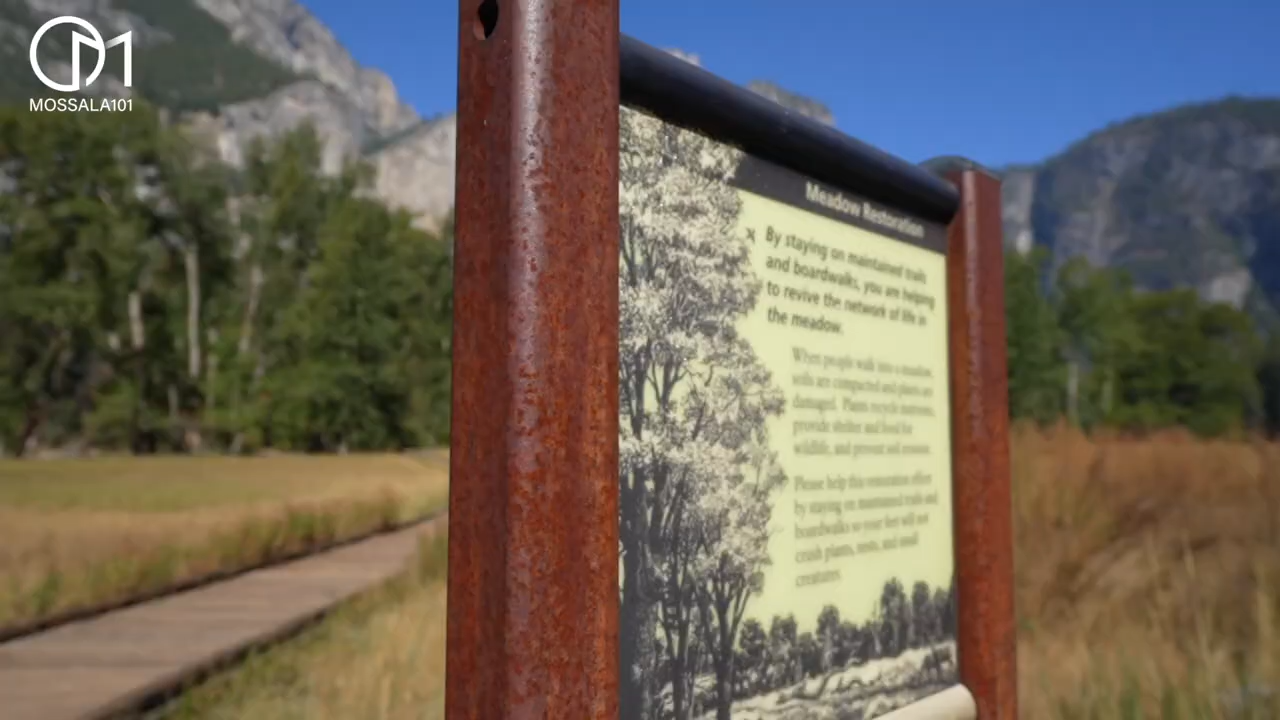 MOSSALA101
Meadow Restoration
By staying on maintained trails
and boardwalks, you are helping
to revive the network of life in
the meadow.
When people walk into a meadow,
soils are compacted and plants are
damaged. Plants recycle nutrients,
provide shelter and food for
wildlife, and prevent soil erosion.
Please help this restoration effort
by staying on maintained trails and
boardwalks so your feet will not
crush plants, nests, and small
creatures.